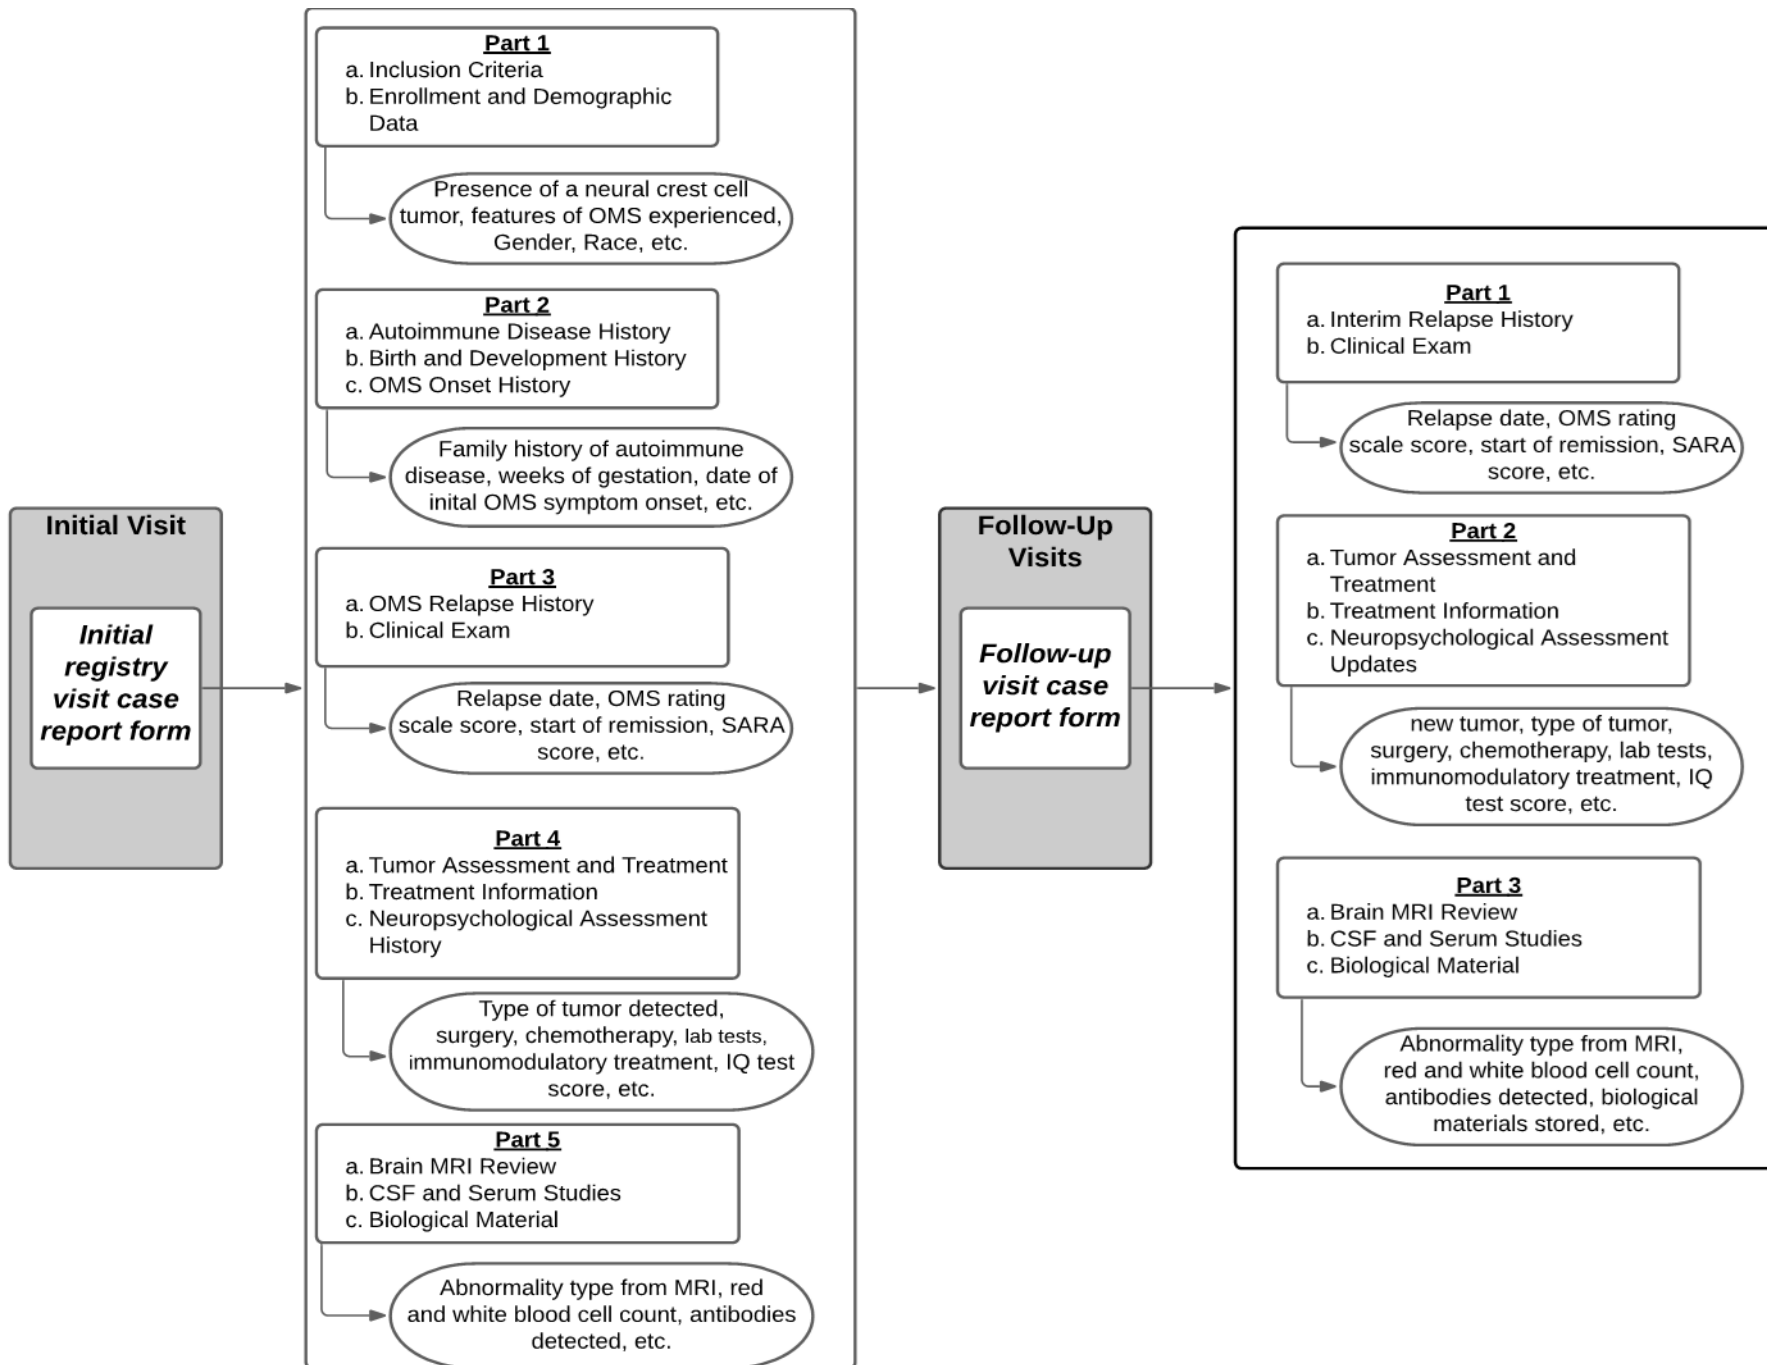 Initial Visit
Initial
registry
visit case
report form
Part 1
a. Inclusion Criteria
b. Enrollment and Demographic
Data
Presence of a neural crest cell
tumor, features of OMS experienced,
Gender, Race, etc.
Part 2
a. Autoimmune Disease History
b. Birth and Development History
c. OMS Onset History
Family history of autoimmune
disease, weeks of gestation, date of
inital OMS symptom onset, etc.
Part 3
a. OMS Relapse History
b. Clinical Exam
Relapse date, OMS rating
scale score, start of remission, SARA
score, etc.
Part 4
a. Tumor Assessment and Treatment
b. Treatment Information
c. Neuropsychological Assessment
History
Type of tumor detected,
surgery, chemotherapy, lab tests,
immunomodulatory treatment, IQ test
score, etc.
Part 5
a. Brain MRI Review
b. CSF and Serum Studies
c. Biological Material
Abnormality type from MRI, red
and white blood cell count, antibodies
detected, etc.
Follow-Up
Visits
Follow-up
visit case
report form
Part 1
a. Interim Relapse History
b. Clinical Exam
Relapse date, OMS rating
scale score, start of remission, SARA
score, etc.
Part 2
a. Tumor Assessment and
Treatment
b. Treatment Information
c. Neuropsychological Assessment
Updates
new tumor, type of tumor,
surgery, chemotherapy, lab tests,
immunomodulatory treatment, IQ
test score, etc.
Part 3
a. Brain MRI Review
b. CSF and Serum Studies
c. Biological Material
Abnormality type from MRI,
red and white blood cell count,
antibodies detected, biological
materials stored, etc.